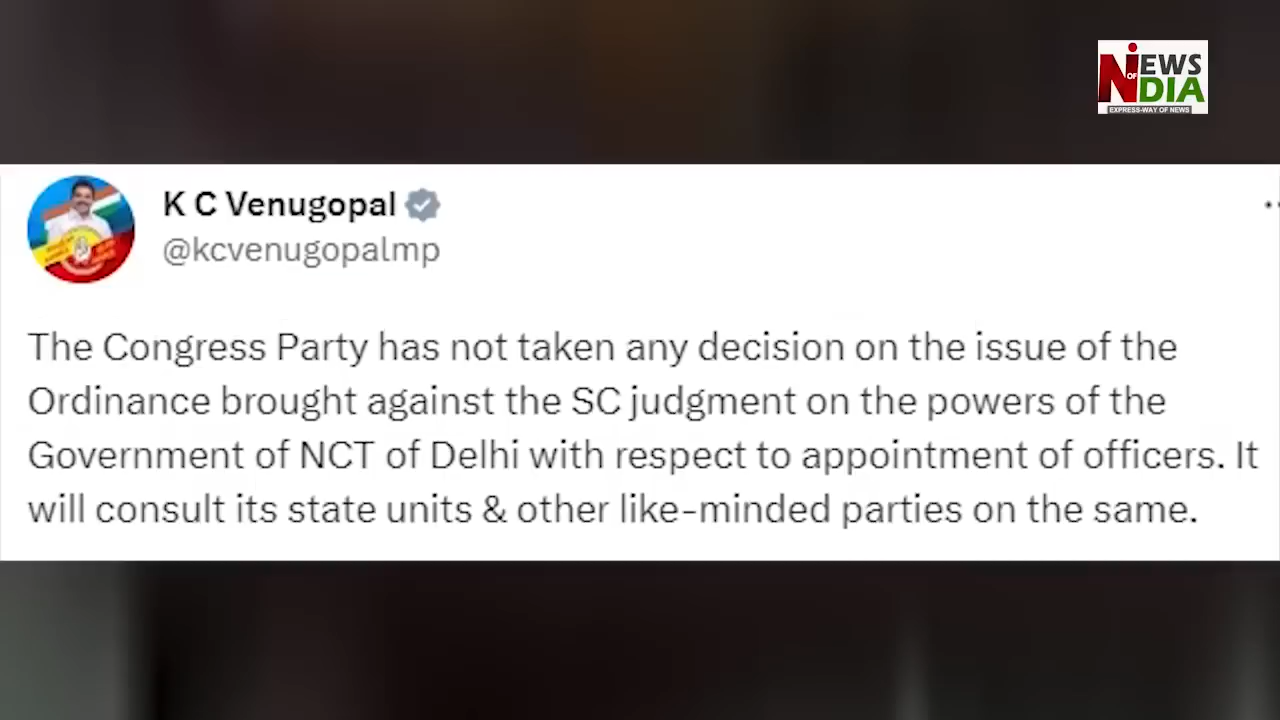 NEWS OF INDIA
EXPRESS-WAY OF NEWS
K C Venugopal
@kcvenugopalmp
The Congress Party has not taken any decision on the issue of the
Ordinance brought against the SC judgment on the powers of the
Government of NCT of Delhi with respect to appointment of officers. It
will consult its state units & other like-minded parties on the same.